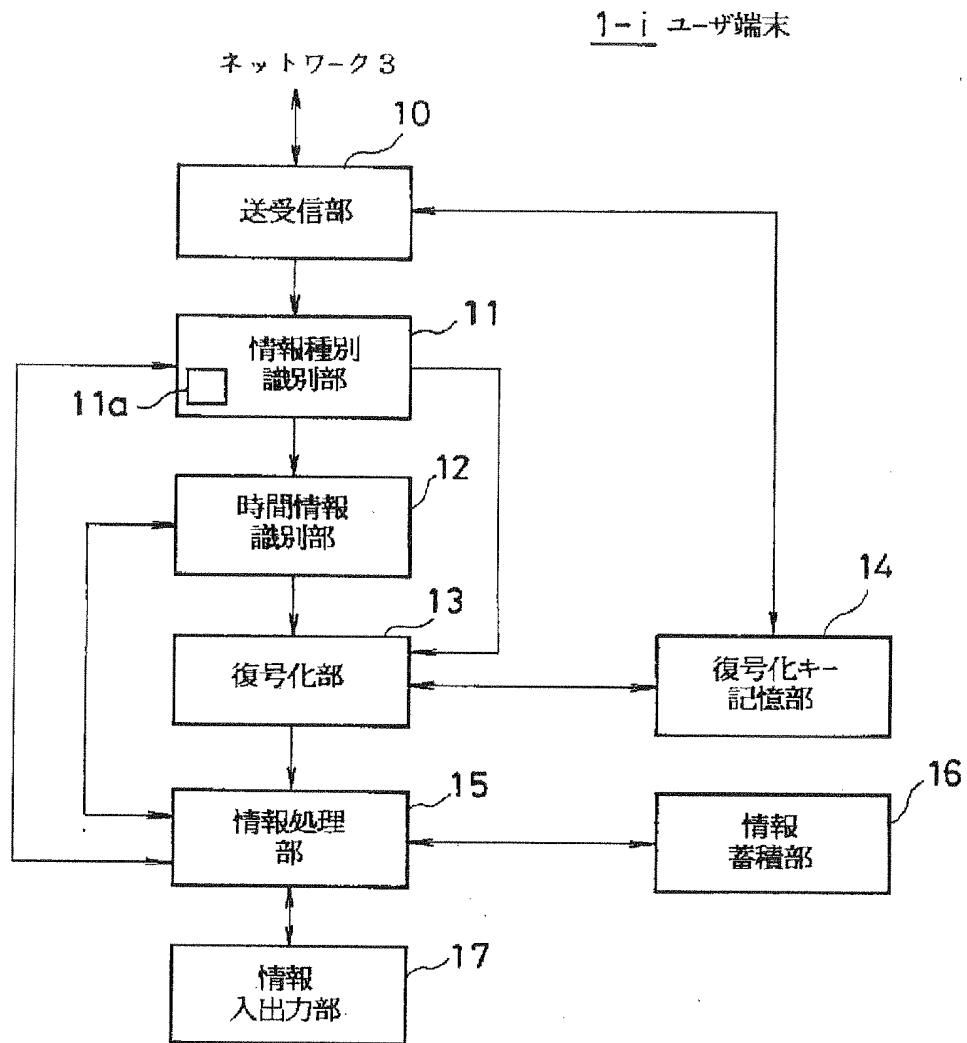 1-i ユーザ端末
ネットワーク3
10
送受信部
11
情報種別
識別部
11a
12
時間情報
識別部
13
復号化部
14
復号化キー
記憶部
15
情報処理
部
16
情報
蓄積部
17
情報
入出力部